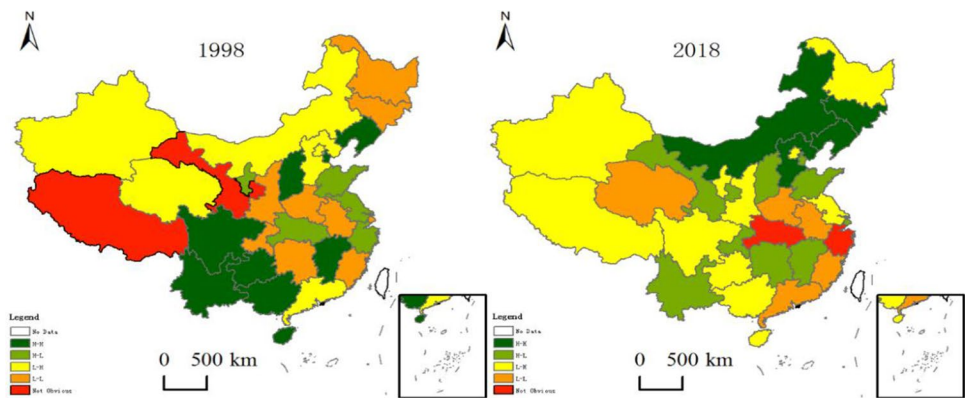 N
1998
Legend
No Data
H-H
H-L
L-H
L-L
Not Obvious
0 500 km
N
2018
Legend
No Data
H-H
H-L
L-H
L-L
Not Obvious
0 500 km